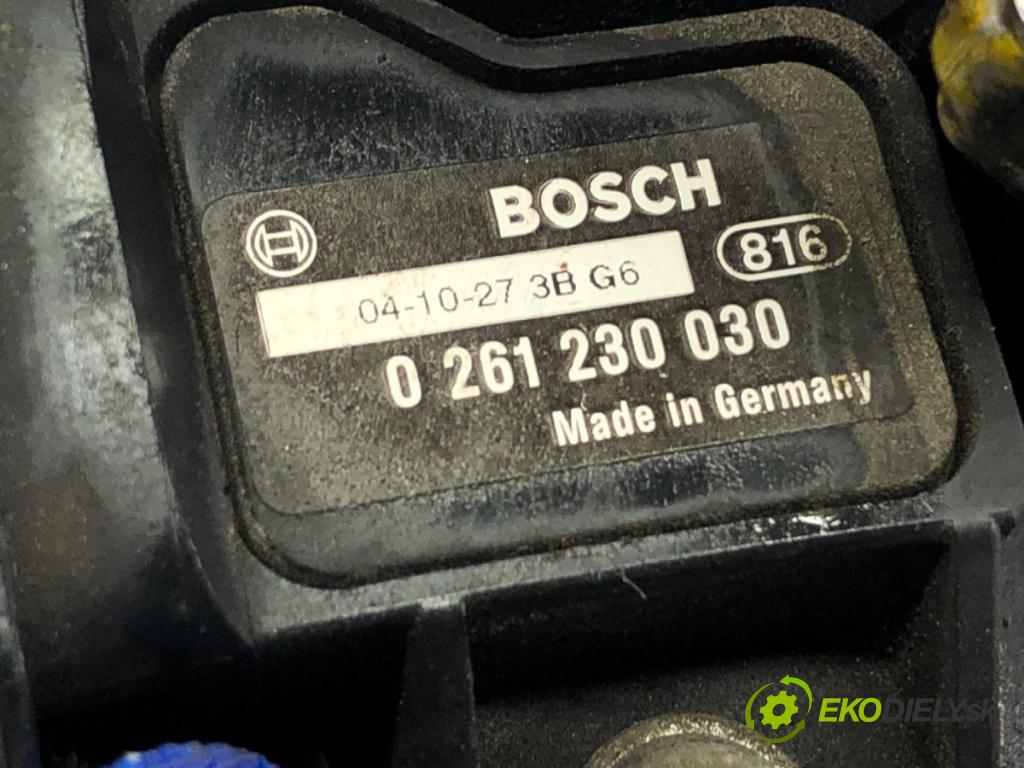 BOSCH
816
04-10-27 3B G6
0 261 230 030
Made in Germany
EKODIELY.sk